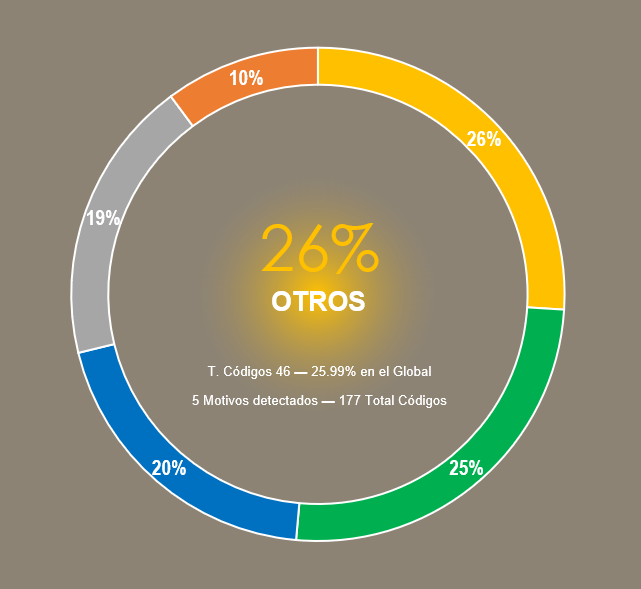 10%
26%
19%
26%
OTROS
T. Códigos 46 — 25.99% en el Global
5 Motivos detectados — 177 Total Códigos
20%
25%